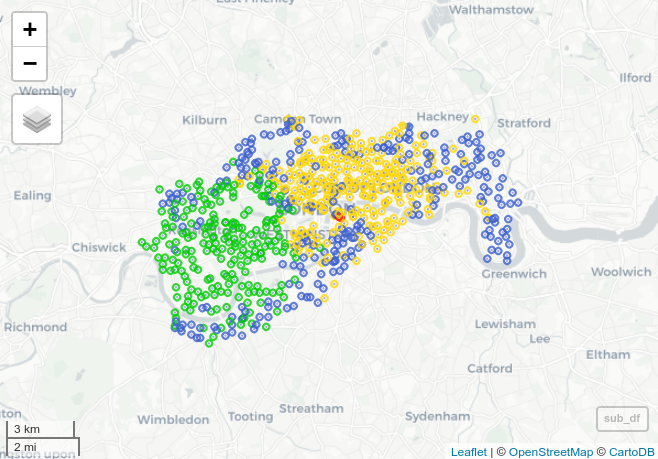 East Finchley
Walthamstow
+
−
Wembley
Ilford
Kilburn
Camden Town
Hackney
Stratford
Ealing
Chiswick
Greenwich
Woolwich
Richmond
Lewisham
Lee
Eltham
Catford
Streatham
Wimbledon
Tooting
Sydenham
sub_df
3 km
2 mi
Leaflet | © OpenStreetMap © CartoDB